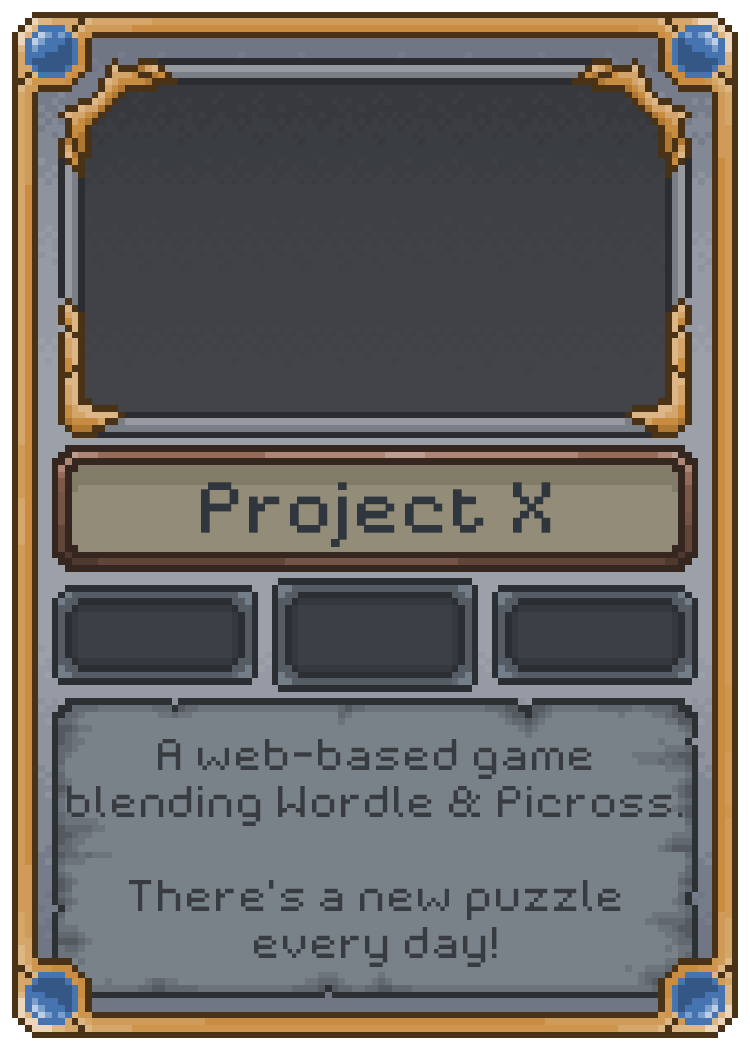 Project X
A web-based game
blending Wordle & Picross.
There's a new puzzle
every day!